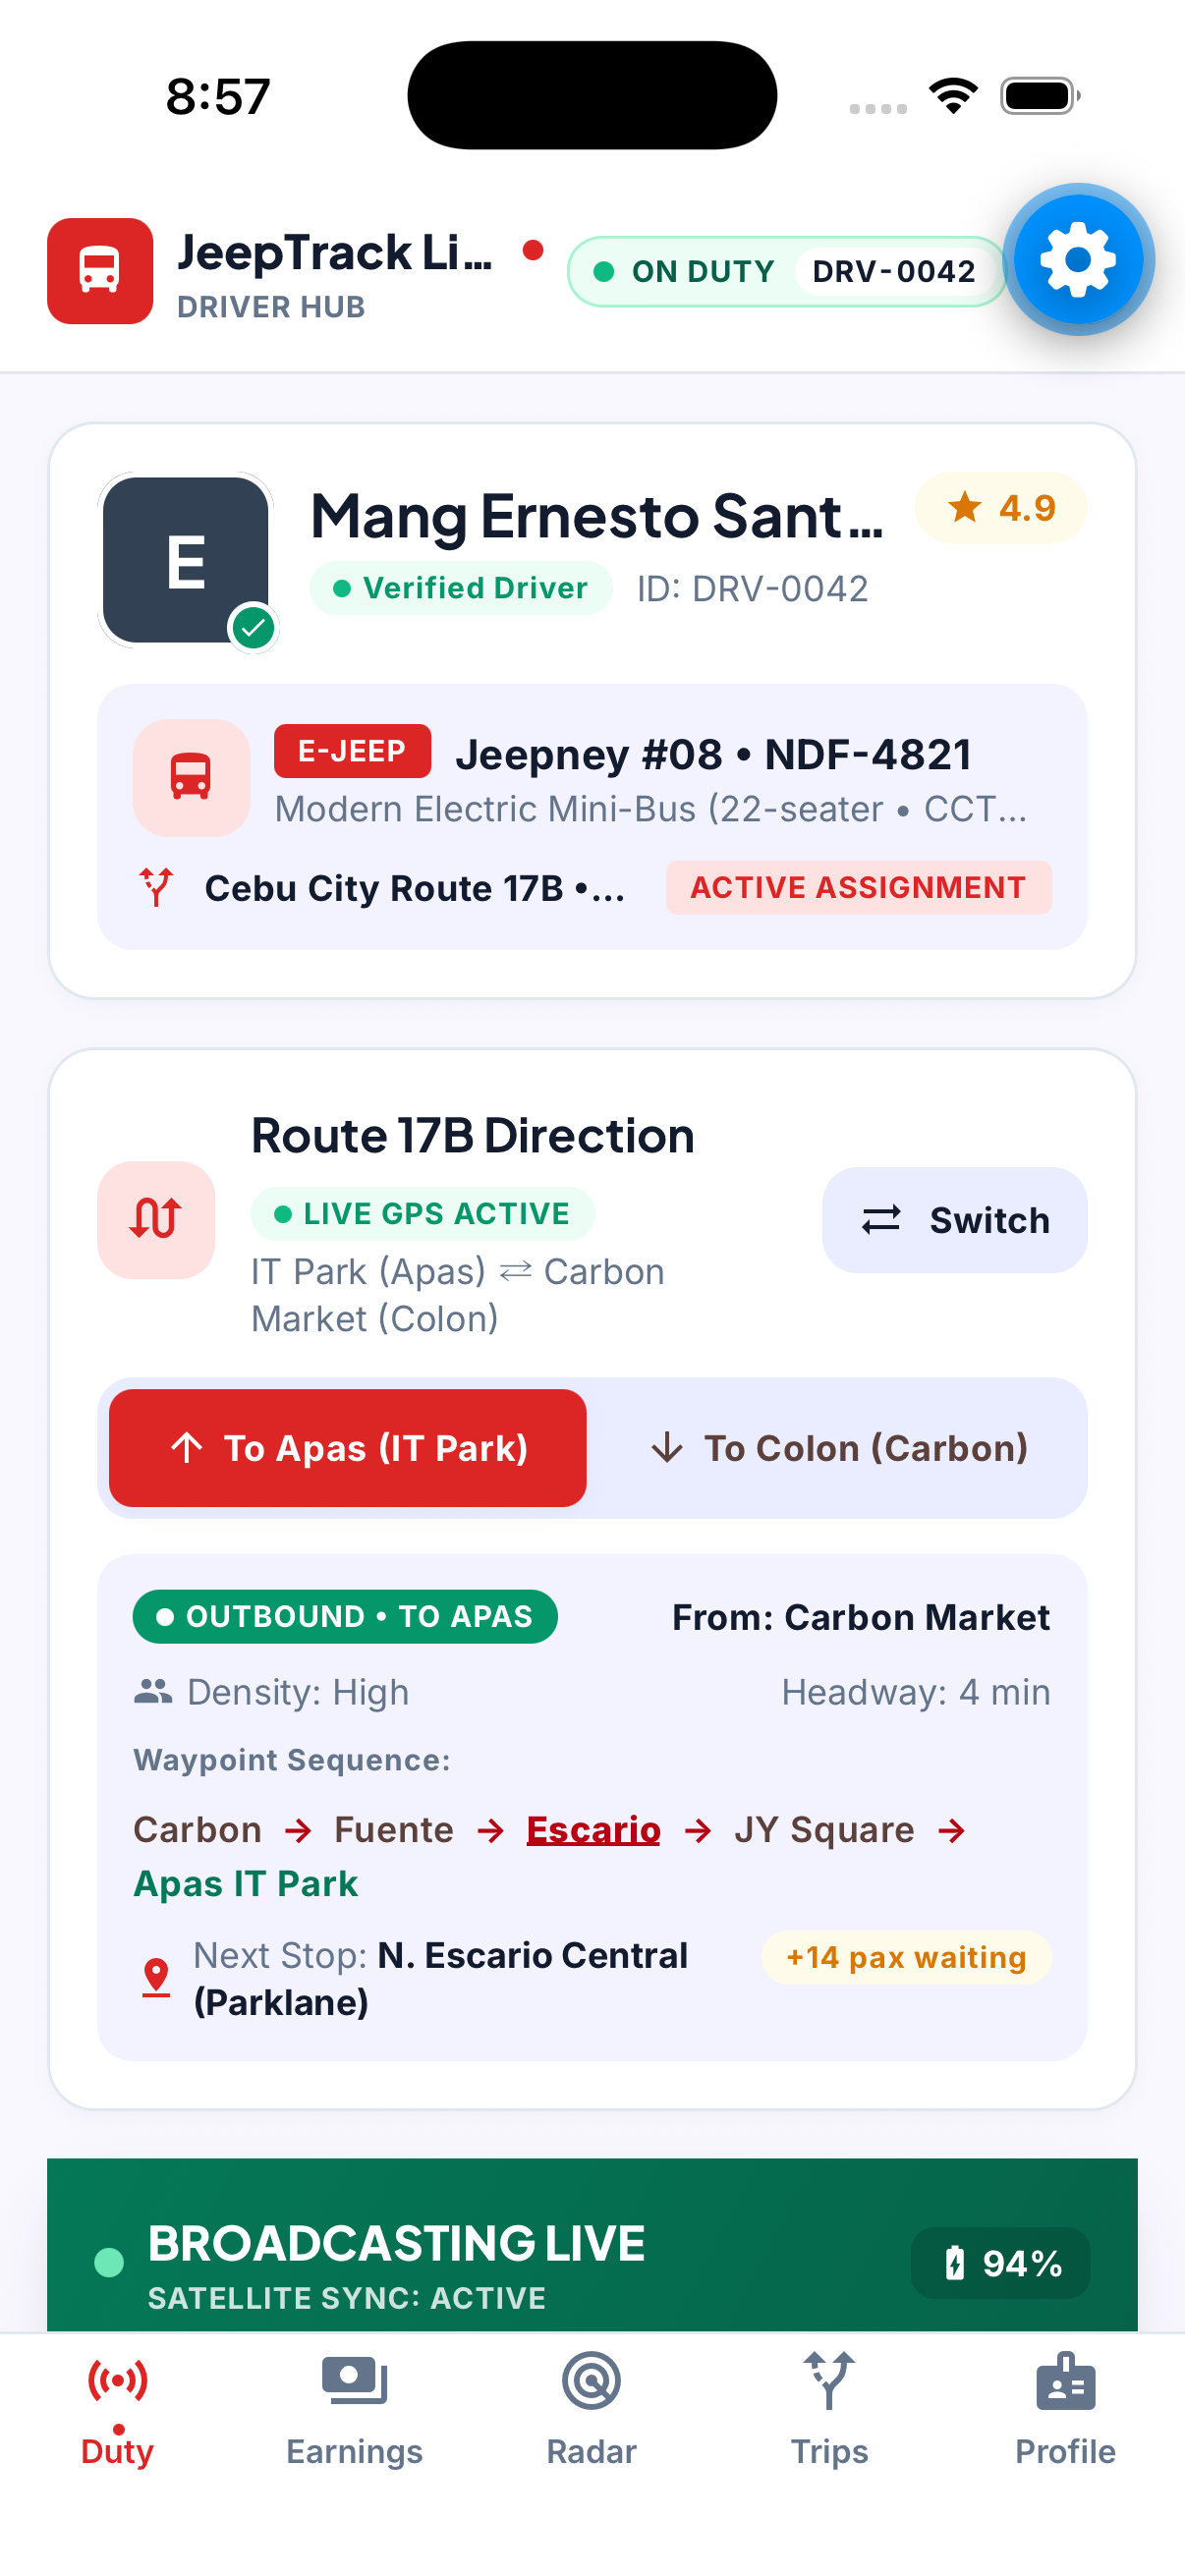 8:57
JeepTrack Li...
DRIVER HUB
ON DUTY DRV-0042
E
Mang Ernesto Sant...
4.9
Verified Driver ID: DRV-0042
E-JEEP Jeepney #08 • NDF-4821
Modern Electric Mini-Bus (22-seater • CCT...
Cebu City Route 17B •... ACTIVE ASSIGNMENT
Route 17B Direction
LIVE GPS ACTIVE
IT Park (Apas) ⇄ Carbon
Market (Colon)
Switch
↑ To Apas (IT Park) ↓ To Colon (Carbon)
OUTBOUND • TO APAS From: Carbon Market
Density: High Headway: 4 min
Waypoint Sequence:
Carbon → Fuente → Escario → JY Square →
Apas IT Park
Next Stop: N. Escario Central
(Parklane)
+14 pax waiting
BROADCASTING LIVE
SATELLITE SYNC: ACTIVE
94%
Duty Earnings Radar Trips Profile